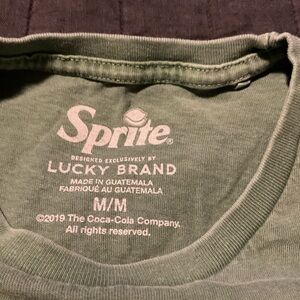 Sprite®
DESIGNED EXCLUSIVELY BY
LUCKY BRAND
MADE IN GUATEMALA
FABRIQUÉ AU GUATEMALA
M/M
©2019 The Coca-Cola Company.
All rights reserved.